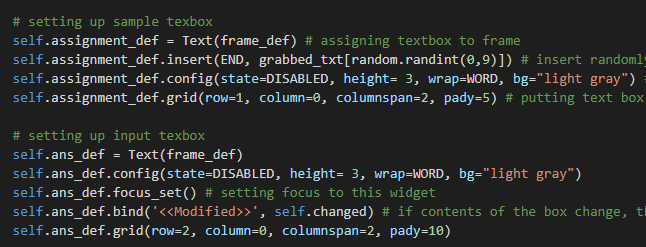 # setting up sample texbox
self.assignment_def = Text(frame_def) # assigning textbox to frame
self.assignment_def.insert(END, grabbed_txt[random.randint(0,9)]) # insert randomly
self.assignment_def.config(state=DISABLED, height= 3, wrap=WORD, bg="light gray") #
self.assignment_def.grid(row=1, column=0, columnspan=2, pady=5) # putting text box
# setting up input texbox
self.ans_def = Text(frame_def)
self.ans_def.config(state=DISABLED, height= 3, wrap=WORD, bg="light gray")
self.ans_def.focus_set() # setting focus to this widget
self.ans_def.bind('<<Modified>>', self.changed) # if contents of the box change,
self.ans_def.grid(row=2, column=0, columnspan=2, pady=10)